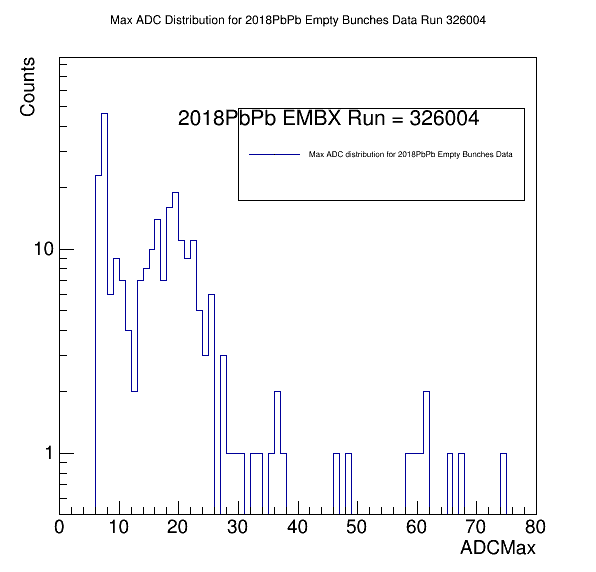 Max ADC Distribution for 2018PbPb Empty Bunches Data Run 326004
Counts
2018PbPb EMBX Run = 326004
Max ADC distribution for 2018PbPb Empty Bunches Data
10
1
0 10 20 30 40 50 60 70 80
ADCMax